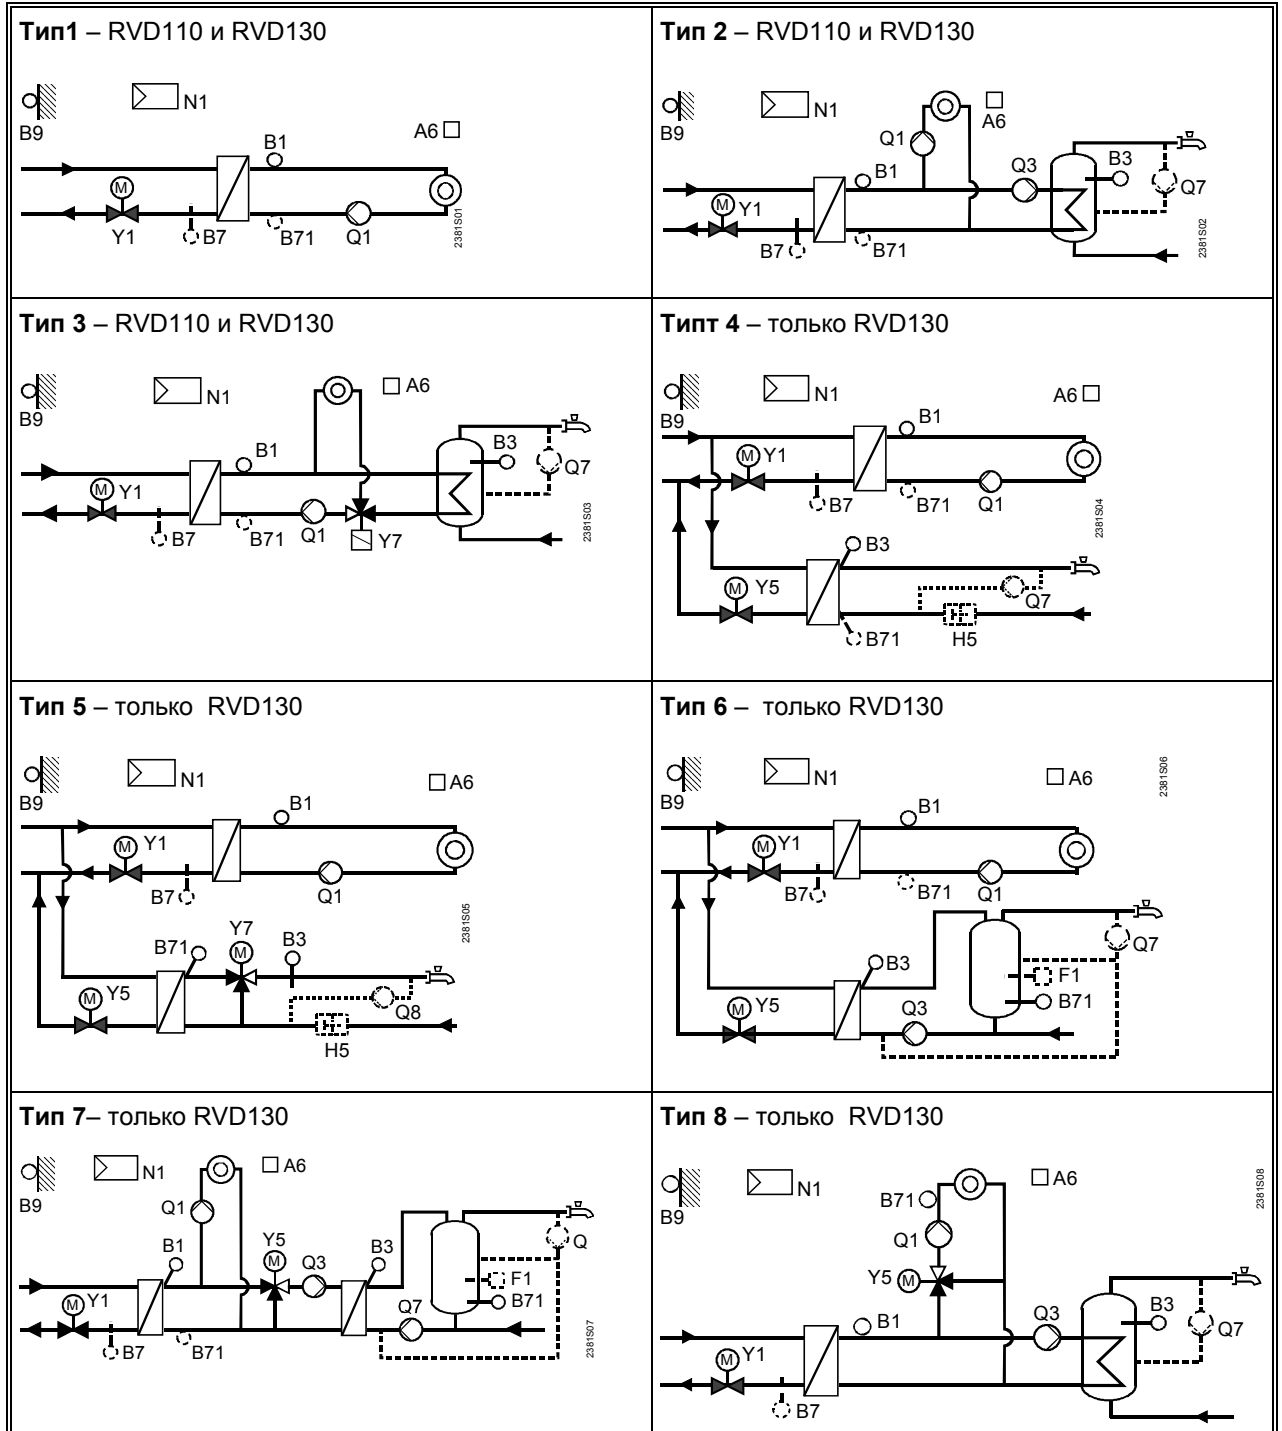 Тип1 – RVD110 и RVD130
B9
N1
A6
B1
M
Y1
B7
B71
Q1
2381S01
Тип 2 – RVD110 и RVD130
B9
N1
Q1
A6
B1
Q3
B3
Q7
M
Y1
B7
B71
2381S02
Тип 3 – RVD110 и RVD130
B9
N1
A6
B1
B3
Q7
M
Y1
B7
B71
Q1
Y7
2381S03
Типт 4 – только RVD130
B9
N1
A6
B1
M
Y1
B7
B71
Q1
2381S04
B3
M
Y5
Q7
B71
H5
Тип 5 – только RVD130
B9
N1
A6
B1
M
Y1
B7
Q1
2381S05
B71
Y7
M
B3
M
Y5
Q8
H5
Тип 6 – только RVD130
B9
N1
A6
2381S06
B1
M
Y1
B7
B71
Q1
Q7
B3
F1
B71
M
Y5
Q3
Тип 7– только RVD130
B9
N1
A6
Q1
B1
Y5
M
Q3
B3
Q
F1
B71
M
Y1
B7
B71
Q7
2381S07
Тип 8 – только RVD130
B9
N1
A6
2381S08
B71
Q1
Y5
M
B1
Q3
B3
Q7
M
Y1
B7